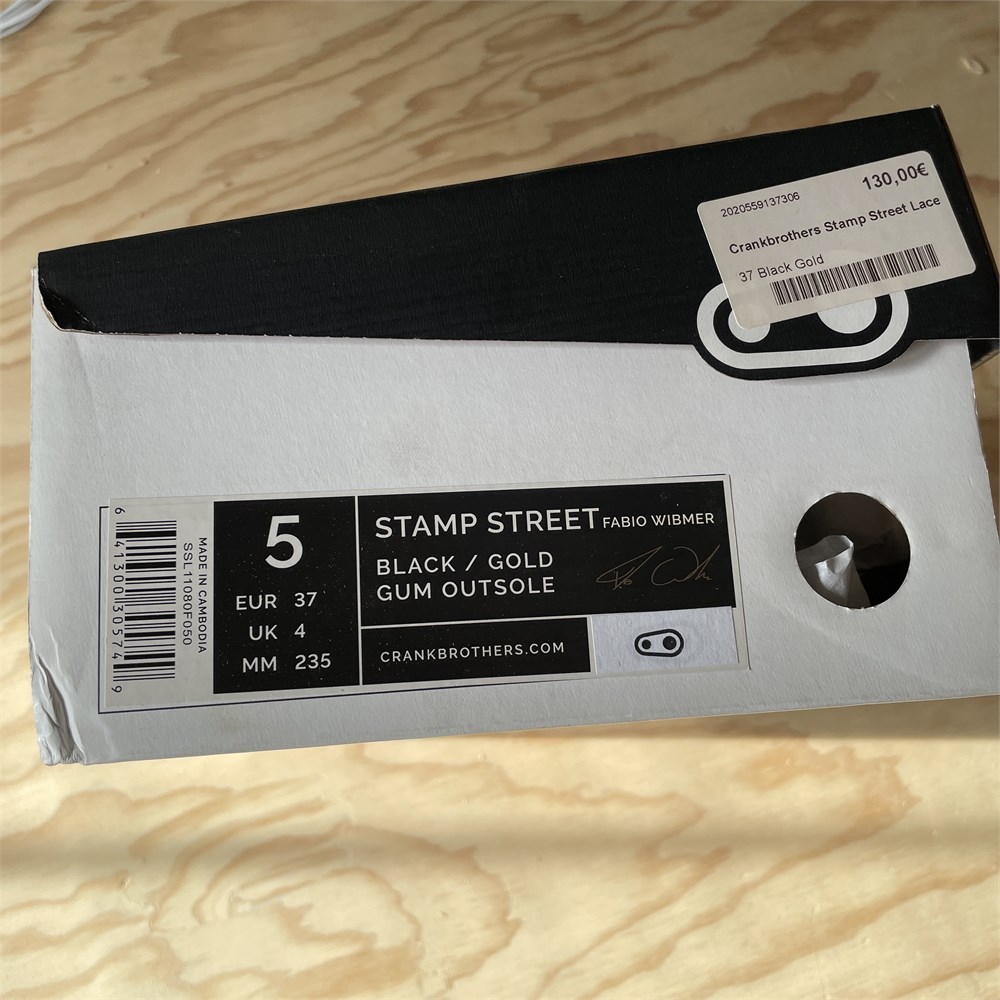 130,00€
2020559137306
Crankbrothers Stamp Street Lace
37 Black Gold
5
EUR 37
UK 4
MM 235
STAMP STREET FABIO WIBMER
BLACK / GOLD
GUM OUTSOLE
CRANKBROTHERS.COM
MADE IN CAMBODIA
SSL11080F050
6 41300 30574 9